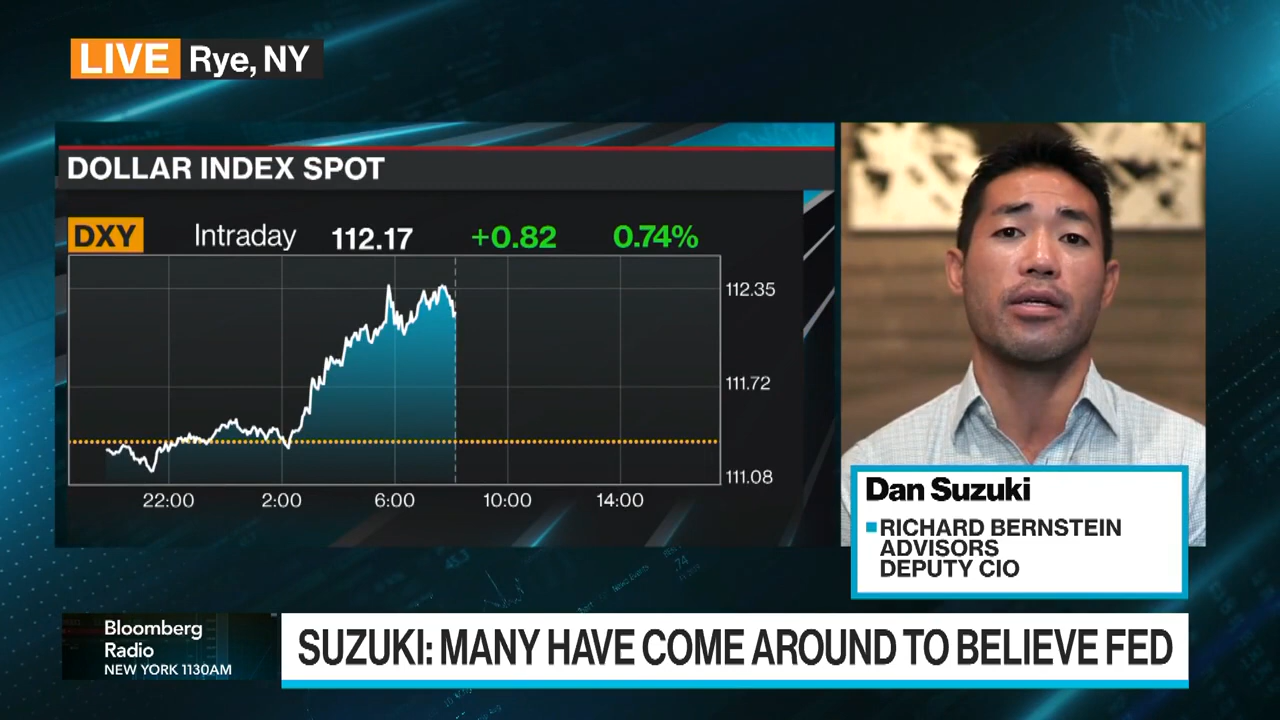 LIVE Rye, NY
DOLLAR INDEX SPOT
DXY Intraday 112.17 +0.82 0.74%
112.35
111.72
111.08
22:00 2:00 6:00 10:00 14:00
Dan Suzuki
RICHARD BERNSTEIN
ADVISORS
DEPUTY CIO
Bloomberg
Radio
NEW YORK 1130AM
SUZUKI: MANY HAVE COME AROUND TO BELIEVE FED